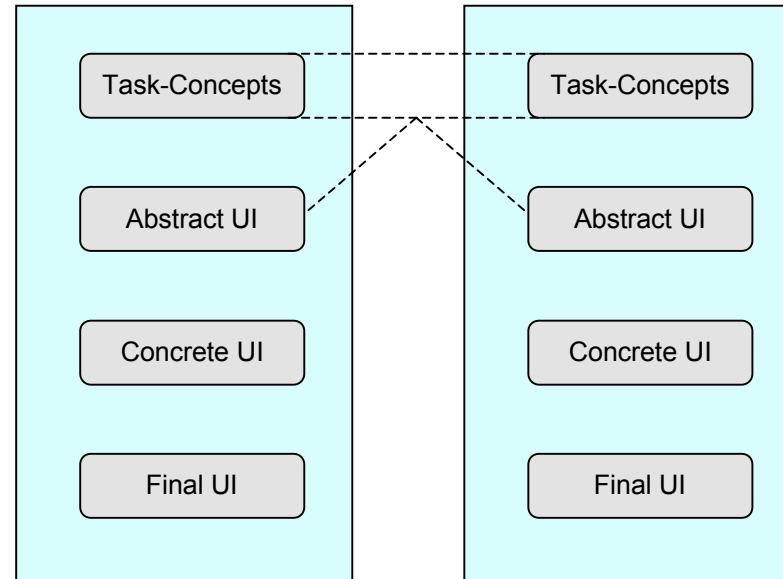 Task-Concepts
Abstract UI
Concrete UI
Final UI
Task-Concepts
Abstract UI
Concrete UI
Final UI